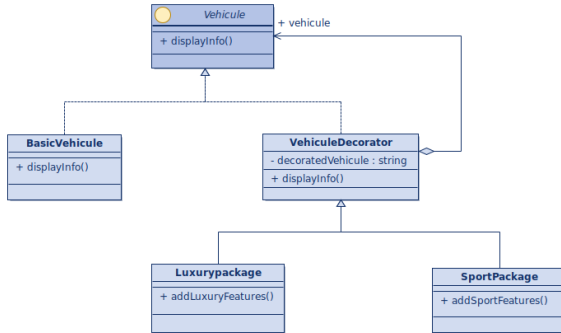 Vehicule
+ displayInfo()
+ vehicule
BasicVehicule
+ displayInfo()
VehiculeDecorator
- decoratedVehicule : string
+ displayInfo()
Luxurypackage
+ addLuxuryFeatures()
SportPackage
+ addSportFeatures()